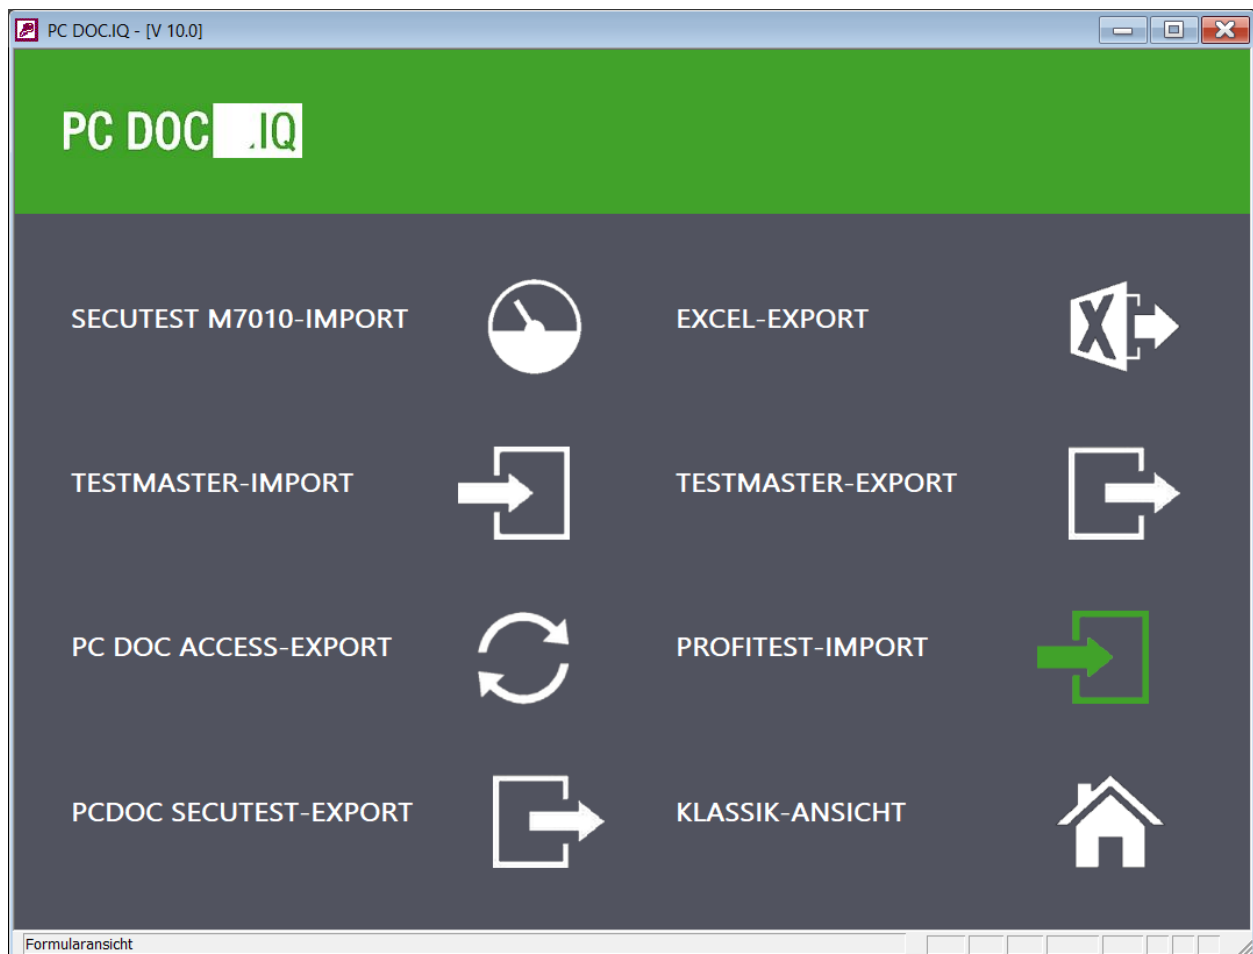 PC DOC.IQ - [V 10.0]
PC DOC .IQ
SECUTEST M7010-IMPORT
EXCEL-EXPORT
TESTMASTER-IMPORT
TESTMASTER-EXPORT
PC DOC ACCESS-EXPORT
PROFITEST-IMPORT
PCDOC SECUTEST-EXPORT
KLASSIK-ANSICHT
Formularansicht